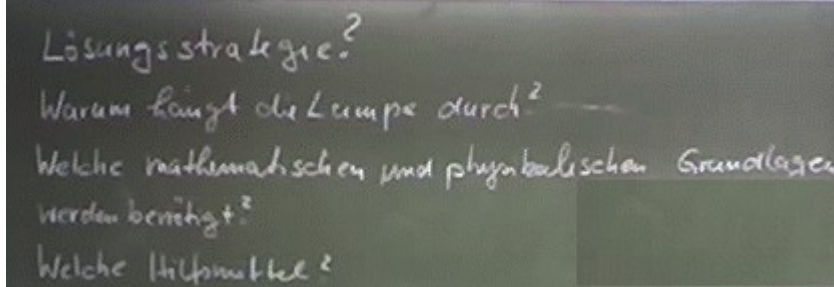 Lösungsstrategie?
Warum hängt die Lampe durch?
Welche mathematischen und physikalischen Grundlagen
werden benötigt?
Welche Hilfsmittel?